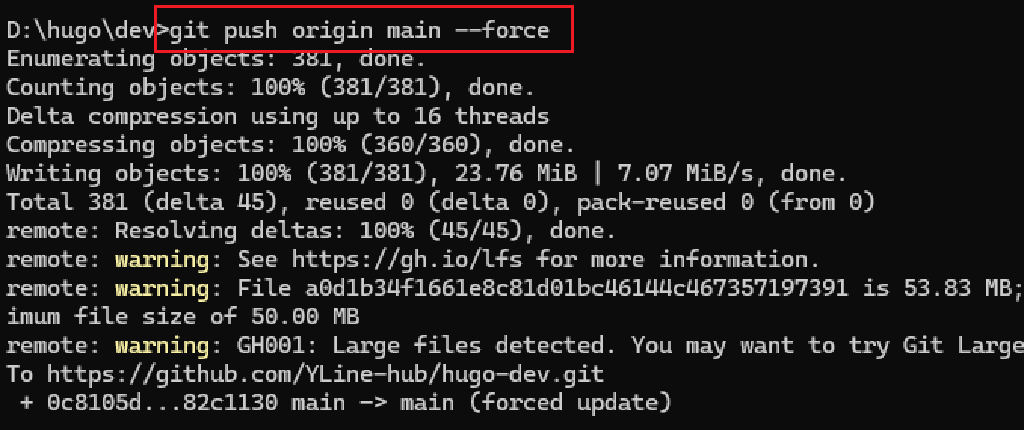 D:\hugo\dev>git push origin main --force
Enumerating objects: 381, done.
Counting objects: 100% (381/381), done.
Delta compression using up to 16 threads
Compressing objects: 100% (360/360), done.
Writing objects: 100% (381/381), 23.76 MiB | 7.07 MiB/s, done.
Total 381 (delta 45), reused 0 (delta 0), pack-reused 0 (from 0)
remote: Resolving deltas: 100% (45/45), done.
remote: warning: See https://gh.io/lfs for more information.
remote: warning: File a0d1b34f1661e8c81d01bc46144c467357197391 is 53.83 MB;
imum file size of 50.00 MB
remote: warning: GH001: Large files detected. You may want to try Git Large
To https://github.com/YLine-hub/hugo-dev.git
 + 0c8105d...82c1130 main -> main (forced update)